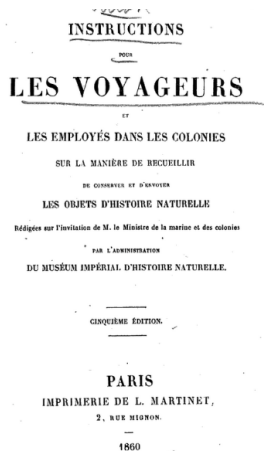 INSTRUCTIONS
POUR
LES VOYAGEURS
ET
LES EMPLOYÉS DANS LES COLONIES
SUR LA MANIÈRE DE RECUEILLIR
DE CONSERVER ET D'ENVOYER
LES OBJETS D'HISTOIRE NATURELLE
Rédigées sur l'invitation de M. le Ministre de la marine et des colonies
PAR L'ADMINISTRATION
DU MUSÉUM IMPÉRIAL D'HISTOIRE NATURELLE.
CINQUIÈME ÉDITION.
PARIS
IMPRIMERIE DE L. MARTINET,
2, RUE MIGNON.
1860